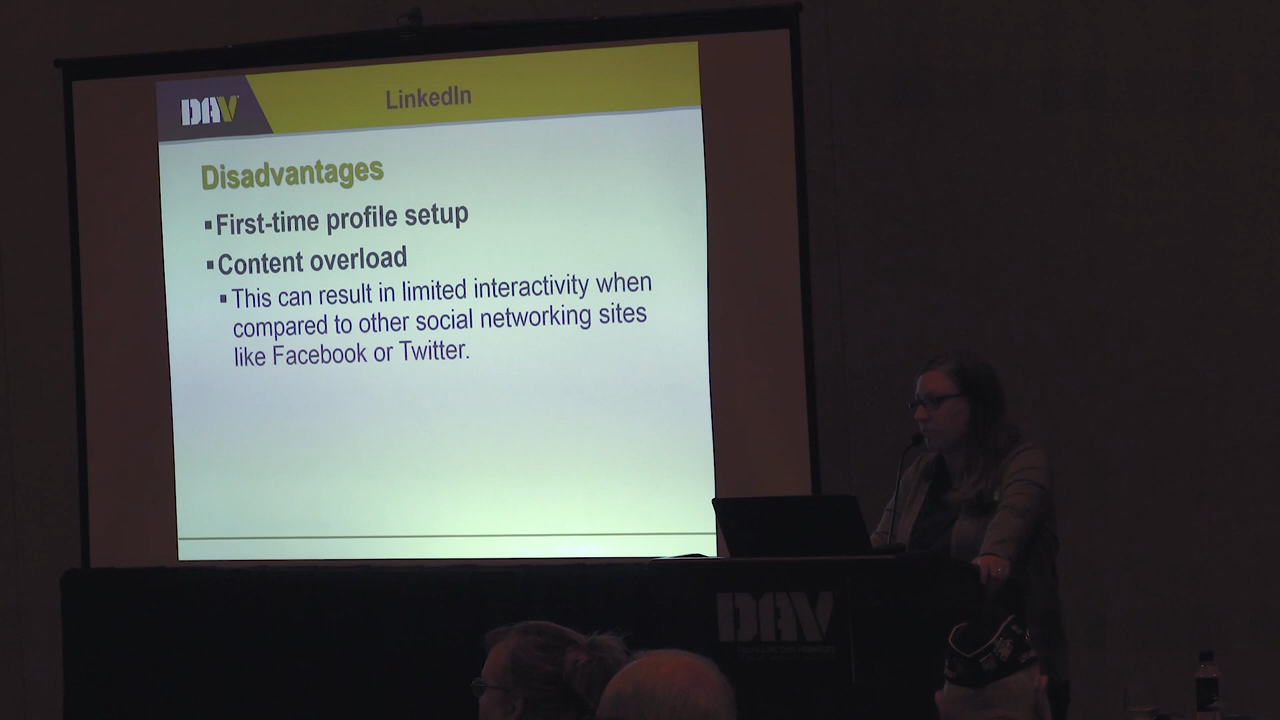 DAV
LinkedIn
Disadvantages
▪First-time profile setup
▪Content overload
▪This can result in limited interactivity when
compared to other social networking sites
like Facebook or Twitter.
DAV